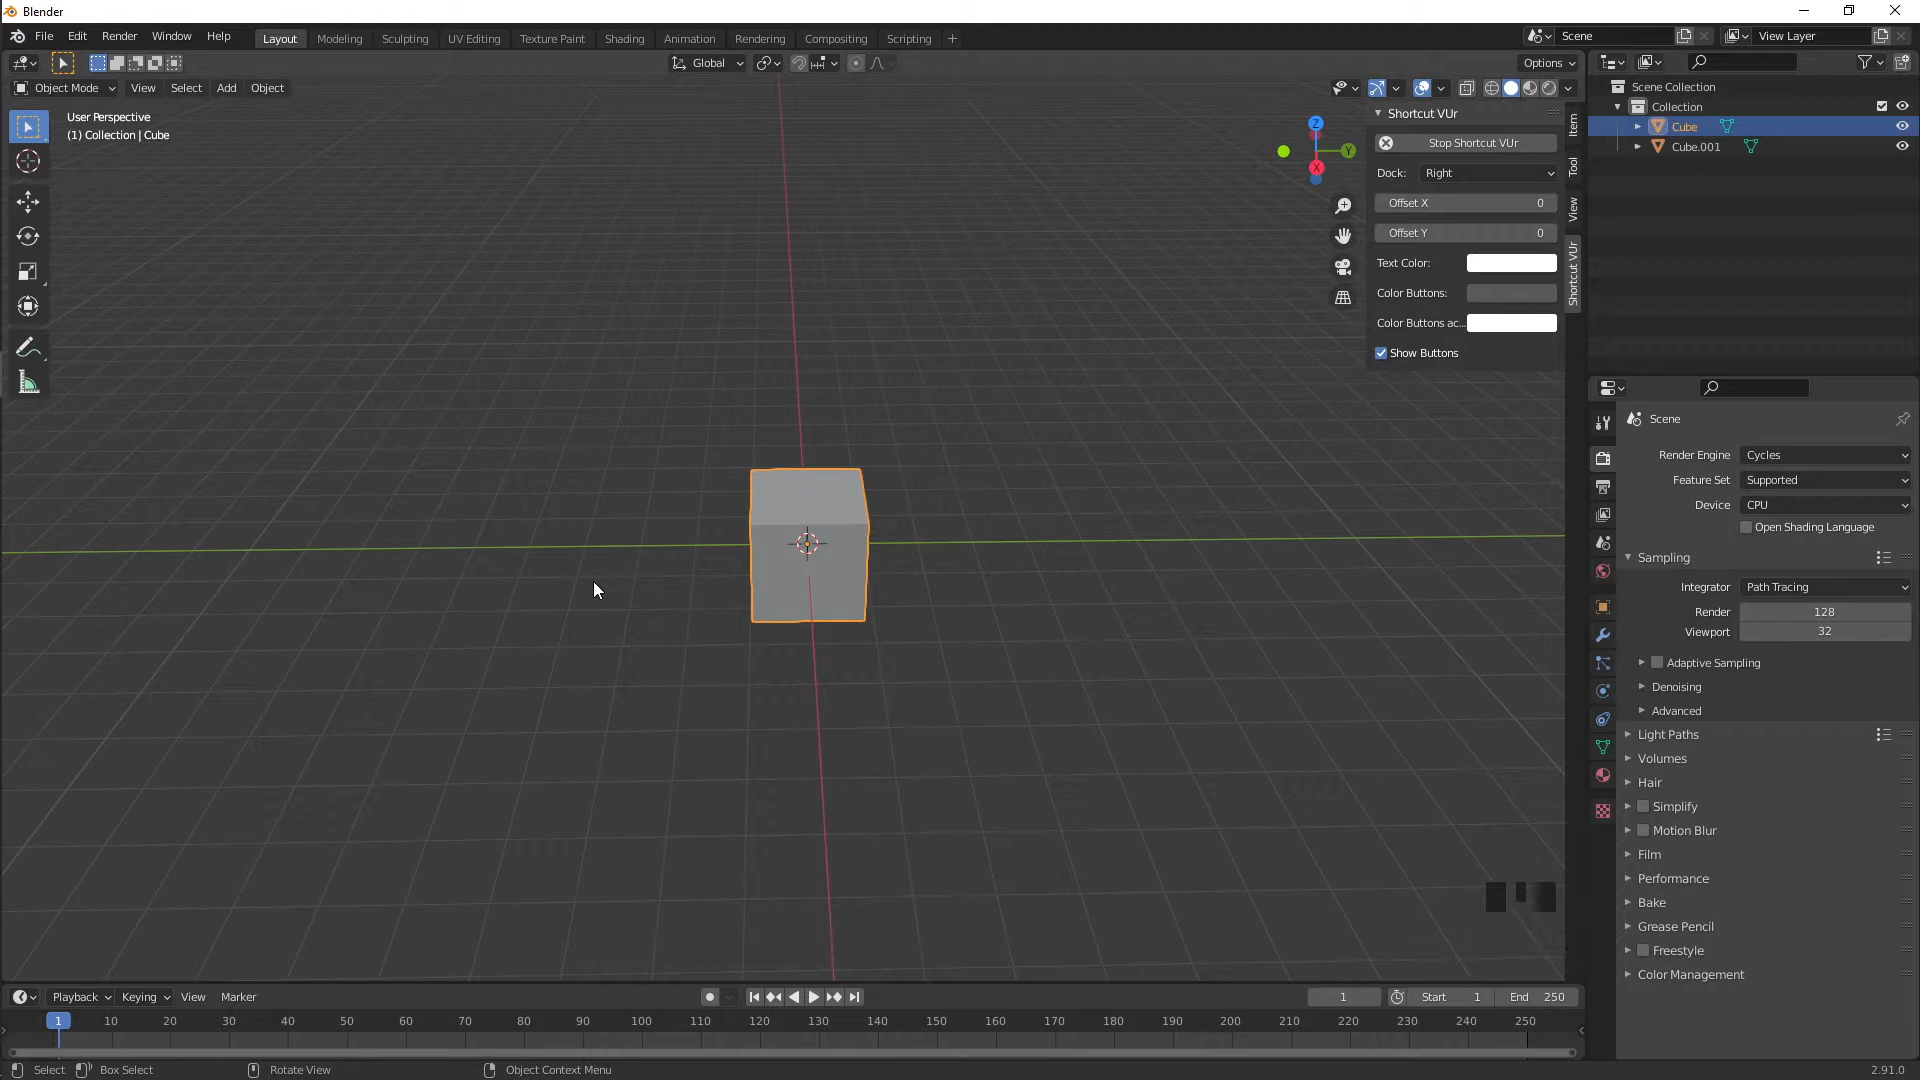 Blender
File Edit Render Window Help
Layout Modeling Sculpting UV Editing Texture Paint Shading Animation Rendering Compositing Scripting +
Scene
View Layer
Global
Options
Object Mode View Select Add Object
User Perspective
(1) Collection | Cube
Z
Y
X
Shortcut VUr
Stop Shortcut VUr
Dock: Right
Offset X 0
Offset Y 0
Text Color:
Color Buttons:
Color Buttons ac...
Show Buttons
Item
Tool
View
Shortcut VUr
Scene Collection
Collection
Cube
Cube.001
Scene
Render Engine Cycles
Feature Set Supported
Device CPU
Open Shading Language
Sampling
Integrator Path Tracing
Render 128
Viewport 32
Adaptive Sampling
Denoising
Advanced
Light Paths
Volumes
Hair
Simplify
Motion Blur
Film
Performance
Bake
Grease Pencil
Freestyle
Color Management
Playback Keying View Marker
1
Start 1 End 250
1 10 20 30 40 50 60 70 80 90 100 110 120 130 140 150 160 170 180 190 200 210 220 230 240 250
Select Box Select Rotate View Object Context Menu
2.91.0